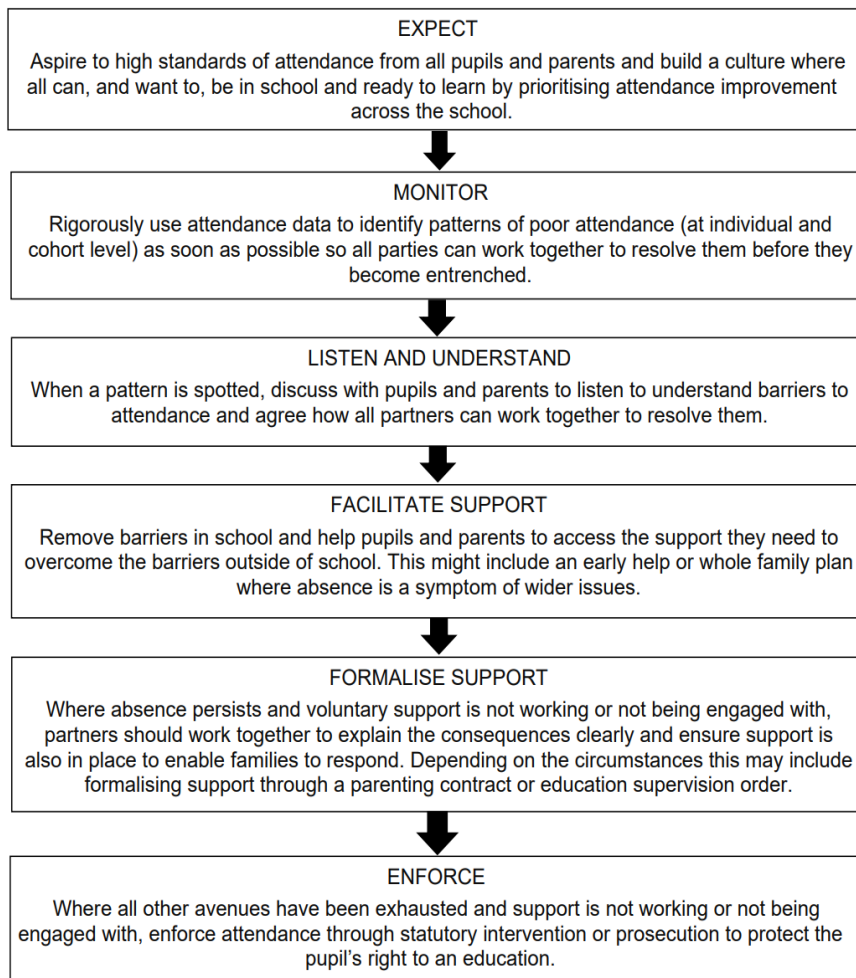 EXPECT
Aspire to high standards of attendance from all pupils and parents and build a culture where
all can, and want to, be in school and ready to learn by prioritising attendance improvement
across the school.
MONITOR
Rigorously use attendance data to identify patterns of poor attendance (at individual and
cohort level) as soon as possible so all parties can work together to resolve them before they
become entrenched.
LISTEN AND UNDERSTAND
When a pattern is spotted, discuss with pupils and parents to listen to understand barriers to
attendance and agree how all partners can work together to resolve them.
FACILITATE SUPPORT
Remove barriers in school and help pupils and parents to access the support they need to
overcome the barriers outside of school. This might include an early help or whole family plan
where absence is a symptom of wider issues.
FORMALISE SUPPORT
Where absence persists and voluntary support is not working or not being engaged with,
partners should work together to explain the consequences clearly and ensure support is
also in place to enable families to respond. Depending on the circumstances this may include
formalising support through a parenting contract or education supervision order.
ENFORCE
Where all other avenues have been exhausted and support is not working or not being
engaged with, enforce attendance through statutory intervention or prosecution to protect the
pupil's right to an education.